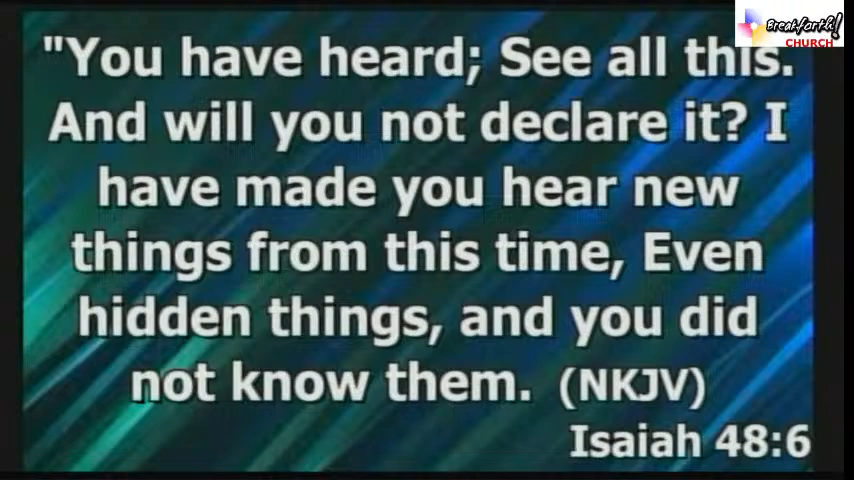 Breakforth!
CHURCH
"You have heard; See all this.
And will you not declare it? I
have made you hear new
things from this time, Even
hidden things, and you did
not know them. (NKJV)
Isaiah 48:6